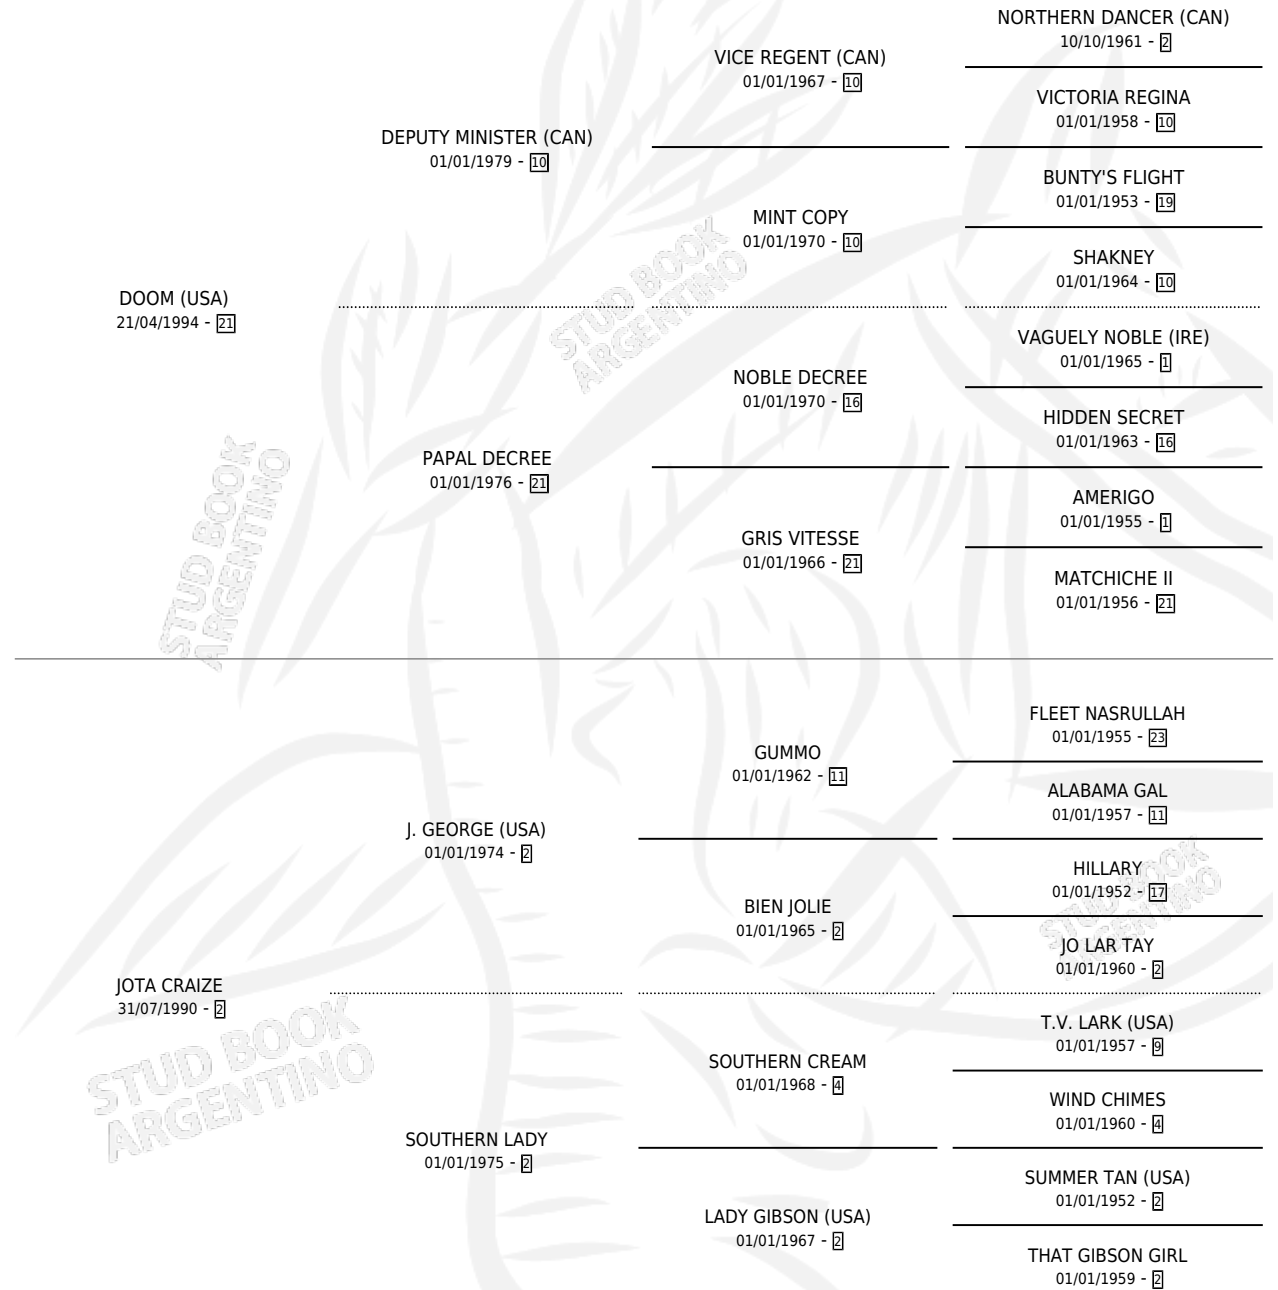 NORTHERN DANCER (CAN)
10/10/1961 - 2
VICE REGENT (CAN)
01/01/1967 - 10
VICTORIA REGINA
01/01/1958 - 10
DEPUTY MINISTER (CAN)
01/01/1979 - 10
BUNTY'S FLIGHT
01/01/1953 - 19
MINT COPY
01/01/1970 - 10
SHAKNEY
01/01/1964 - 10
STUD BOOK
ARGENTINO
DOOM (USA)
21/04/1994 - 21
VAGUELY NOBLE (IRE)
01/01/1965 - 1
NOBLE DECREE
01/01/1970 - 16
HIDDEN SECRET
01/01/1963 - 16
PAPAL DECREE
01/01/1976 - 21
AMERIGO
01/01/1955 - 1
GRIS VITESSE
01/01/1966 - 21
MATCHICHE II
01/01/1956 - 21
STUD BOOK
ARGENTINO
FLEET NASRULLAH
01/01/1955 - 23
GUMMO
01/01/1962 - 11
ALABAMA GAL
01/01/1957 - 11
J. GEORGE (USA)
01/01/1974 - 2
HILLARY
01/01/1952 - 17
STUD BOOK
ARGENTINO
BIEN JOLIE
01/01/1965 - 2
JO LAR TAY
01/01/1960 - 2
JOTA CRAIZE
31/07/1990 - 2
STUD BOOK
ARGENTINO
T.V. LARK (USA)
01/01/1957 - 9
SOUTHERN CREAM
01/01/1968 - 4
WIND CHIMES
01/01/1960 - 4
SOUTHERN LADY
01/01/1975 - 2
SUMMER TAN (USA)
01/01/1952 - 2
LADY GIBSON (USA)
01/01/1967 - 2
THAT GIBSON GIRL
01/01/1959 - 2